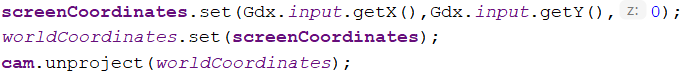 screenCoordinates.set(Gdx.input.getX(),Gdx.input.getY(), z: 0);
worldCoordinates.set(screenCoordinates);
cam.unproject(worldCoordinates);